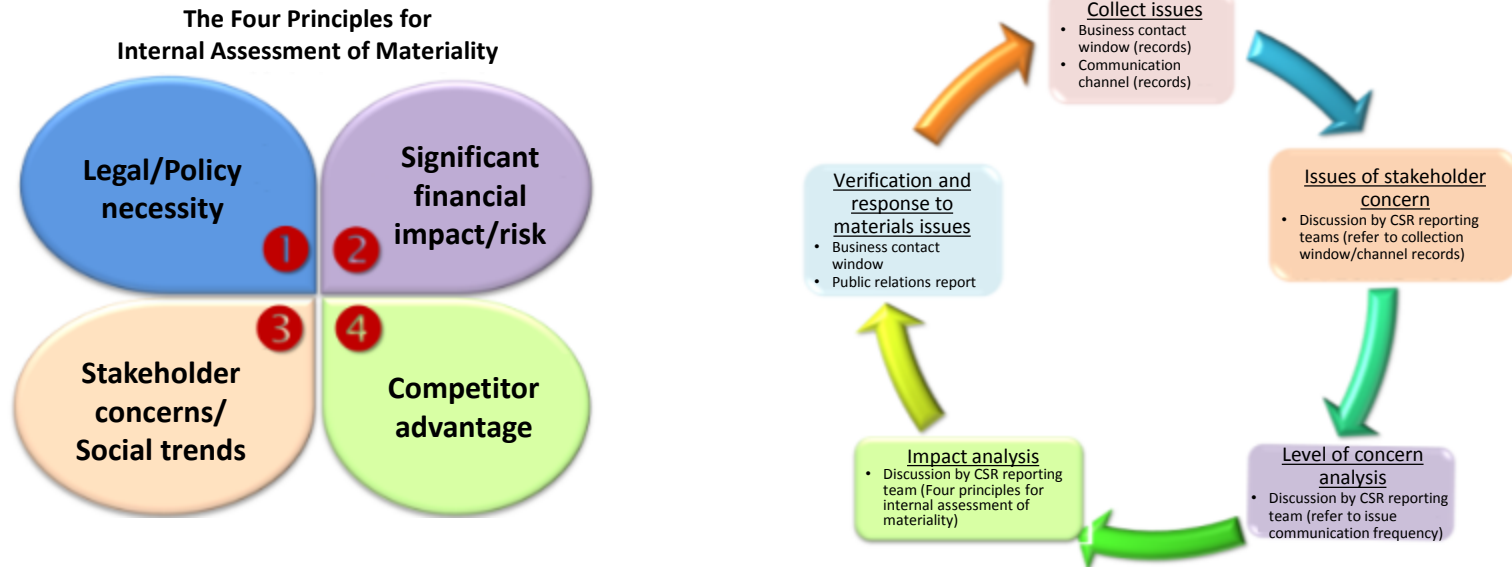 The Four Principles for
Internal Assessment of Materiality
Legal/Policy
necessity
1
Significant
financial
impact/risk
2
Stakeholder
concerns/
Social trends
3
Competitor
advantage
4
Collect issues
• Business contact
window (records)
• Communication
channel (records)
Issues of stakeholder
concern
• Discussion by CSR reporting
teams (refer to collection
window/channel records)
Level of concern
analysis
• Discussion by CSR reporting
team (refer to issue
communication frequency)
Impact analysis
• Discussion by CSR reporting
team (Four principles for
internal assessment of
materiality)
Verification and
response to
materials issues
• Business contact
window
• Public relations report